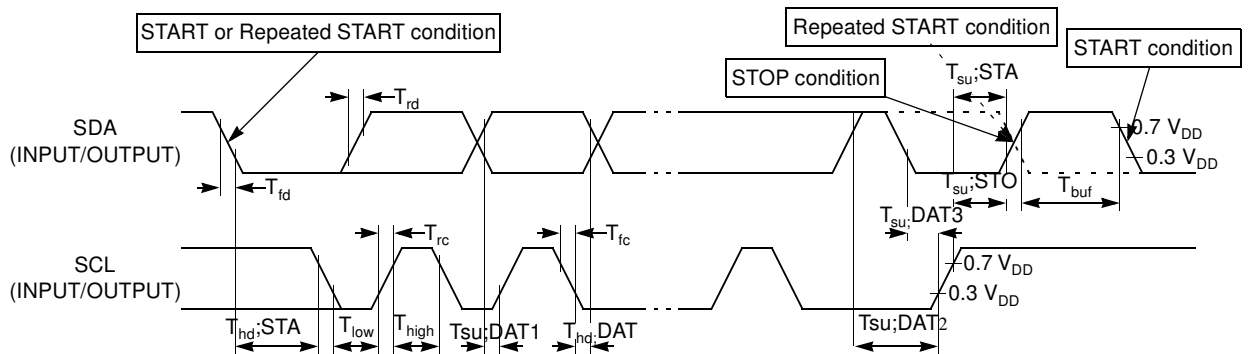 START or Repeated START condition
Repeated START condition
START condition
STOP condition
T_su;STA
T_rd
SDA
(INPUT/OUTPUT)
0.7 V_DD
0.3 V_DD
T_fd
T_su;STO
T_buf
T_su;DAT3
T_rc
T_fc
SCL
(INPUT/OUTPUT)
0.7 V_DD
0.3 V_DD
T_hd;STA
T_low
T_high
Tsu;DAT1
T_hd;DAT
Tsu;DAT2